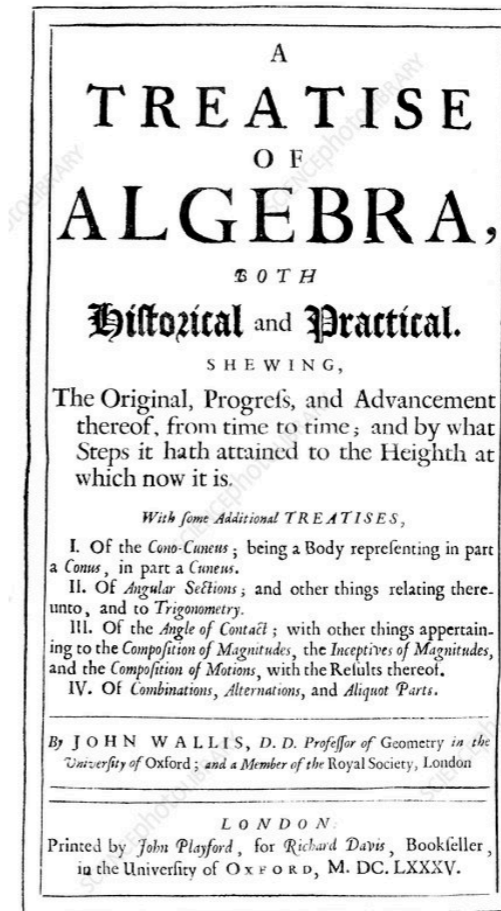 A
TREATISE
OF
ALGEBRA,
BOTH
Hiſtorical and Practical.
SHEWING,
The Original, Progreſs, and Advancement
thereof, from time to time; and by what
Steps it hath attained to the Heighth at
which now it is.
With ſome Additional TREATISES,
I. Of the Cono-Cuneus; being a Body repreſenting in part
a Conus, in part a Cuneus.
II. Of Angular Sections; and other things relating there-
unto, and to Trigonometry.
III. Of the Angle of Contact; with other things appertain-
ing to the Compoſition of Magnitudes, the Inceptives of Magnitudes,
and the Compoſition of Motions, with the Reſults thereof.
IV. Of Combinations, Alternations, and Aliquot Parts.
By JOHN WALLIS, D. D. Profeſſor of Geometry in the
Univerſity of Oxford; and a Member of the Royal Society, London
LONDON:
Printed by John Playford, for Richard Davis, Bookſeller,
in the Univerſity of OXFORD, M. DC. LXXXV.
SCIENCEphotoLIBRARY